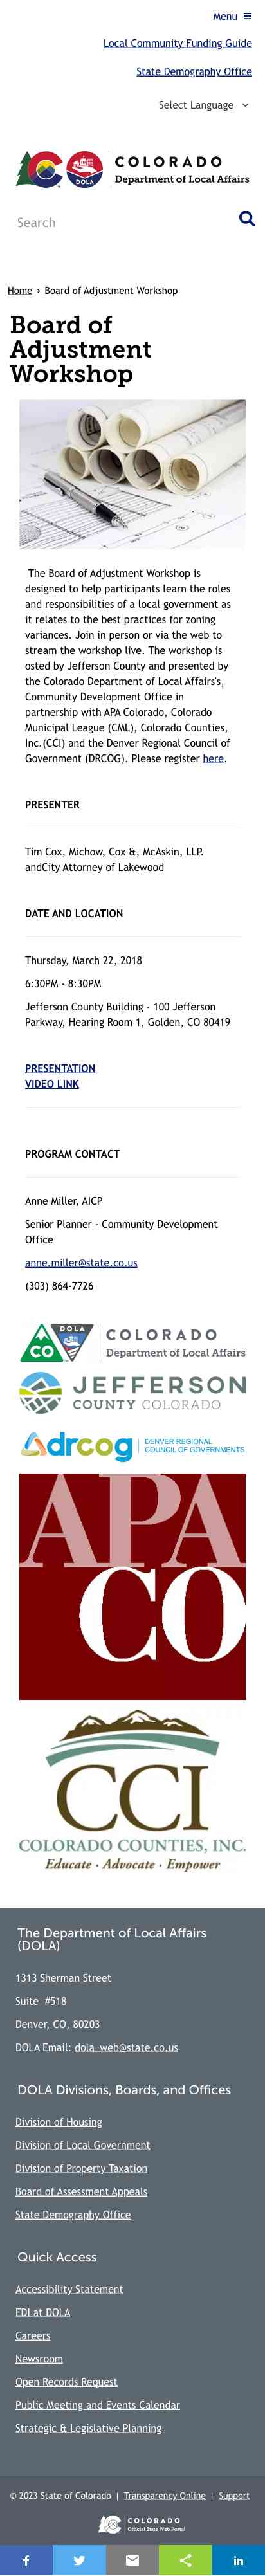 Menu
Local Community Funding Guide
State Demography Office
Select Language
COLORADO
Department of Local Affairs
DOLA
Search
Home › Board of Adjustment Workshop
Board of
Adjustment
Workshop
The Board of Adjustment Workshop is
designed to help participants learn the roles
and responsibilities of a local government as
it relates to the best practices for zoning
variances. Join in person or via the web to
stream the workshop live. The workshop is
osted by Jefferson County and presented by
the Colorado Department of Local Affairs's,
Community Development Office in
partnership with APA Colorado, Colorado
Municipal League (CML), Colorado Counties,
Inc.(CCI) and the Denver Regional Council of
Government (DRCOG). Please register here.
PRESENTER
Tim Cox, Michow, Cox &, McAskin, LLP.
andCity Attorney of Lakewood
DATE AND LOCATION
Thursday, March 22, 2018
6:30PM - 8:30PM
Jefferson County Building - 100 Jefferson
Parkway, Hearing Room 1, Golden, CO 80419
PRESENTATION
VIDEO LINK
PROGRAM CONTACT
Anne Miller, AICP
Senior Planner - Community Development
Office
anne.miller@state.co.us
(303) 864-7726
CO
DOLA
COLORADO
Department of Local Affairs
JEFFERSON
COUNTY COLORADO
drcog
DENVER REGIONAL
COUNCIL OF GOVERNMENTS
APA
CO
CCI
COLORADO COUNTIES, INC.
Educate • Advocate • Empower
The Department of Local Affairs
(DOLA)
1313 Sherman Street
Suite #518
Denver, CO, 80203
DOLA Email: dola_web@state.co.us
DOLA Divisions, Boards, and Offices
Division of Housing
Division of Local Government
Division of Property Taxation
Board of Assessment Appeals
State Demography Office
Quick Access
Accessibility Statement
EDI at DOLA
Careers
Newsroom
Open Records Request
Public Meeting and Events Calendar
Strategic & Legislative Planning
© 2023 State of Colorado | Transparency Online | Support
COLORADO
Official State Web Portal